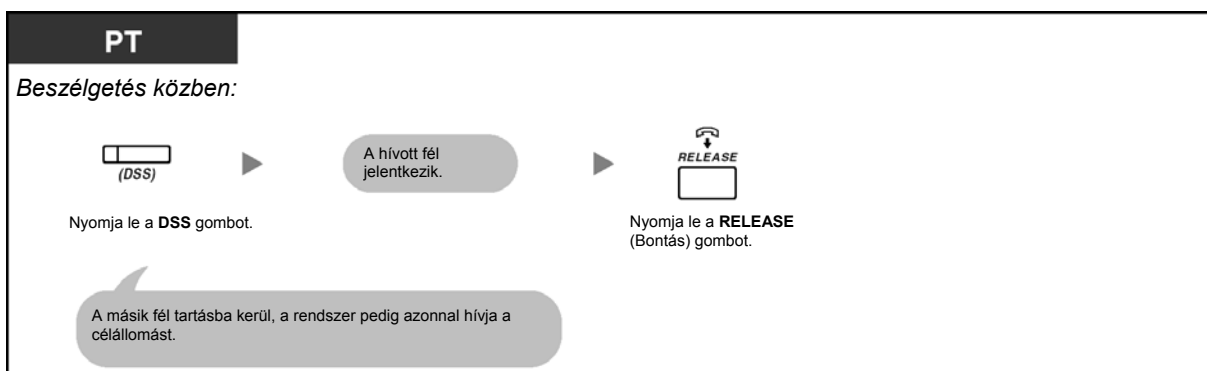 PT
Beszélgetés közben:
(DSS)
A hívott fél
jelentkezik.
RELEASE
Nyomja le a DSS gombot.
Nyomja le a RELEASE
(Bontás) gombot.
A másik fél tartásba kerül, a rendszer pedig azonnal hívja a
célállomást.